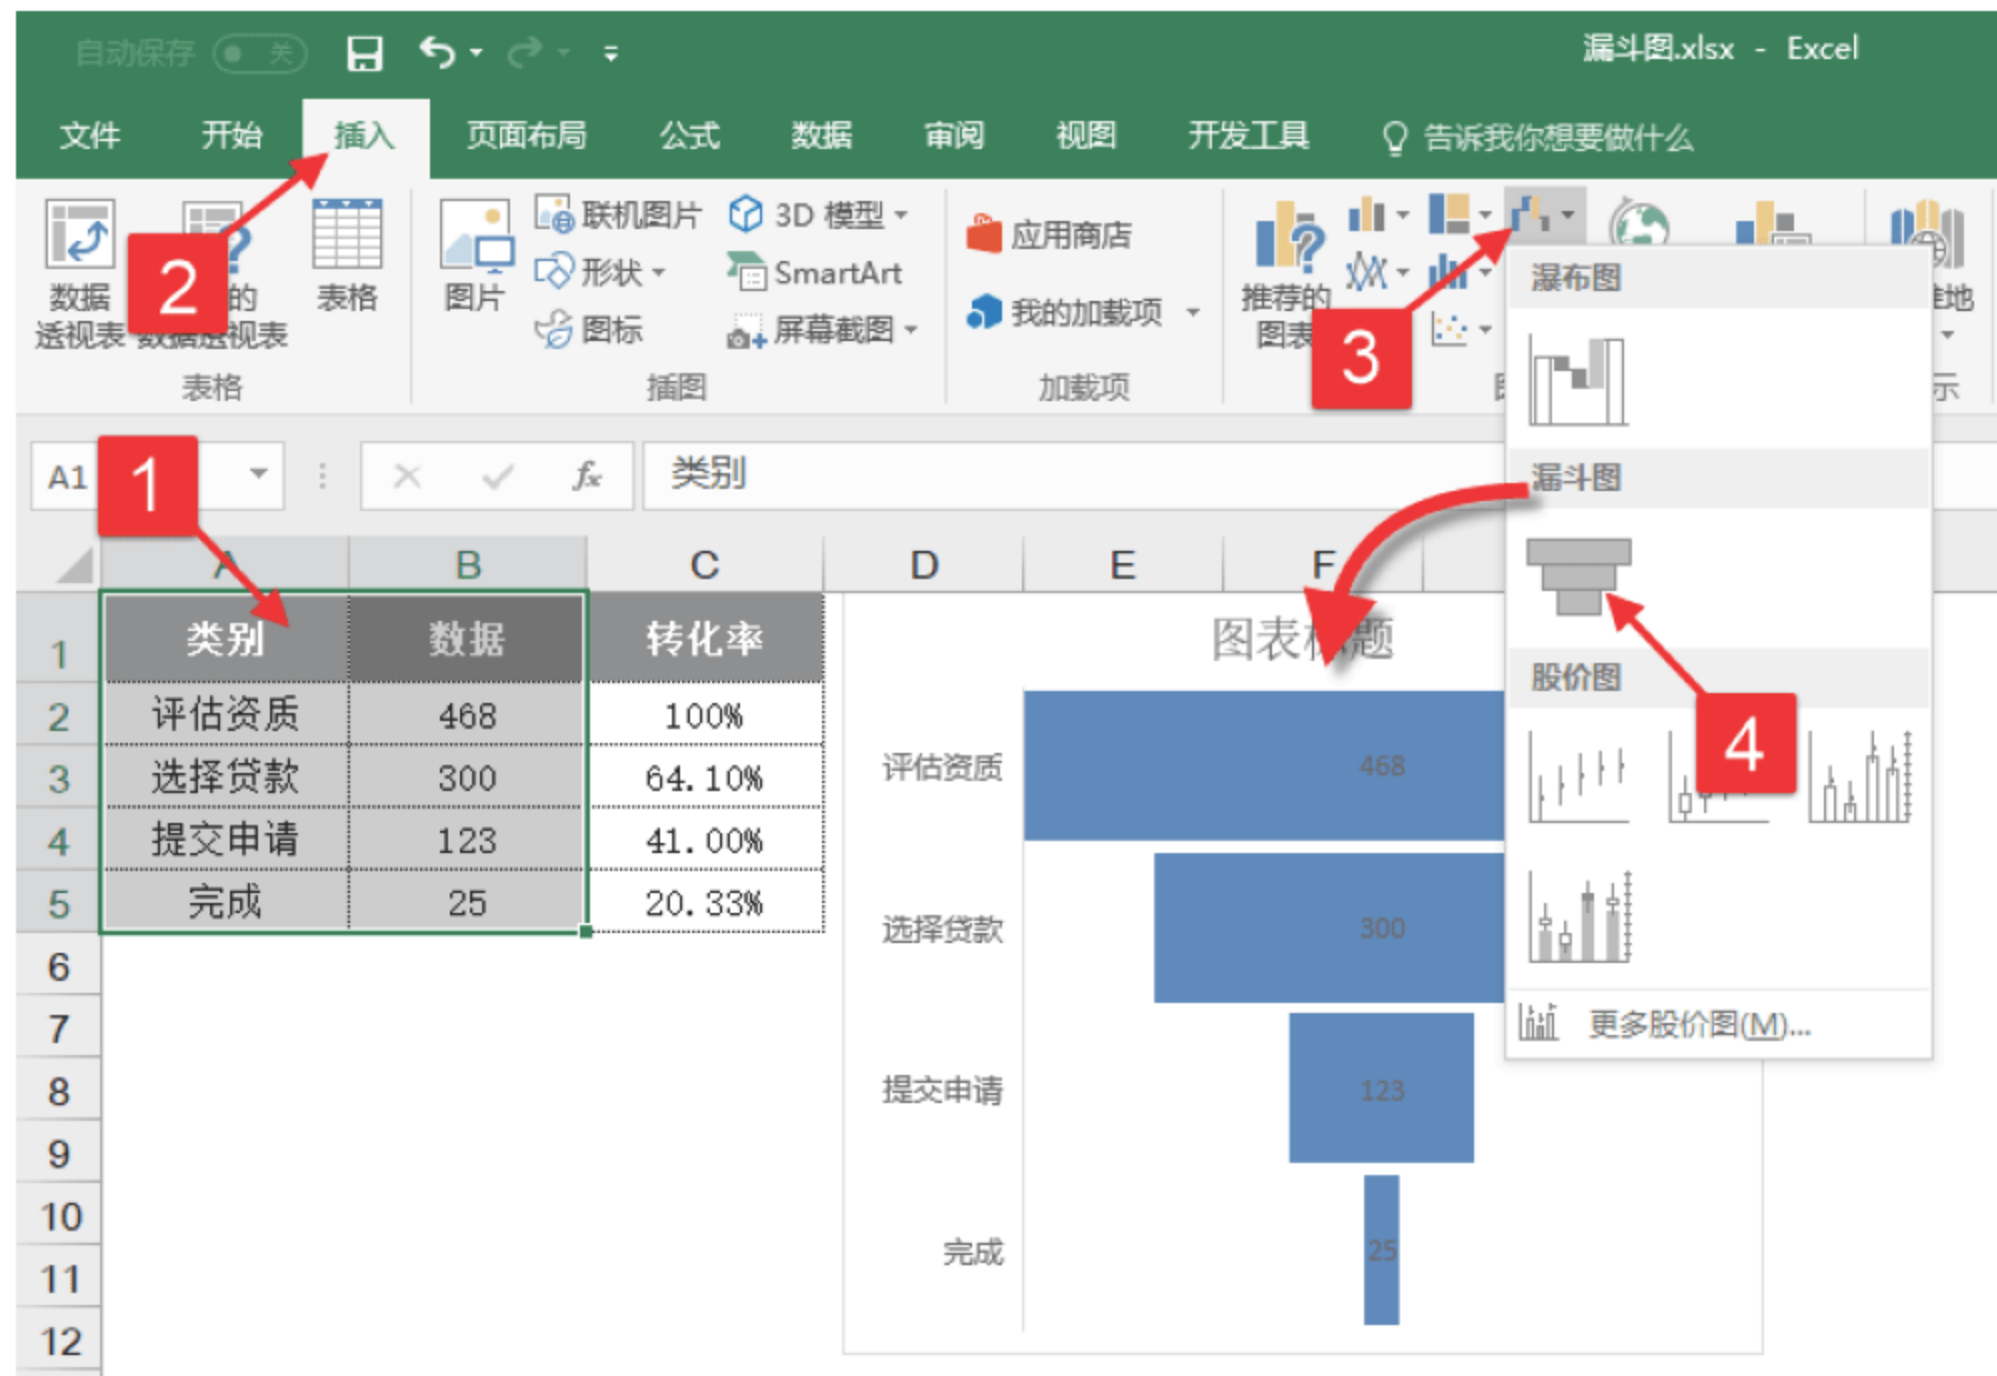 自动保存 关
漏斗图.xlsx - Excel
文件 开始 插入 页面布局 公式 数据 审阅 视图 开发工具 告诉我你想要做什么
数据
透视表
的
数据透视表
表格
表格
图片
联机图片
形状
图标
3D 模型
SmartArt
屏幕截图
插图
应用商店
我的加载项
加载项
推荐的
图表
示
2
3
瀑布图
漏斗图
股价图
更多股价图(M)...
4
A1
1
fx
类别
A B C D E F
1 类别 数据 转化率
2 评估资质 468 100%
3 选择贷款 300 64.10%
4 提交申请 123 41.00%
5 完成 25 20.33%
6
7
8
9
10
11
12
图表标题
评估资质 468
选择贷款 300
提交申请 123
完成 25